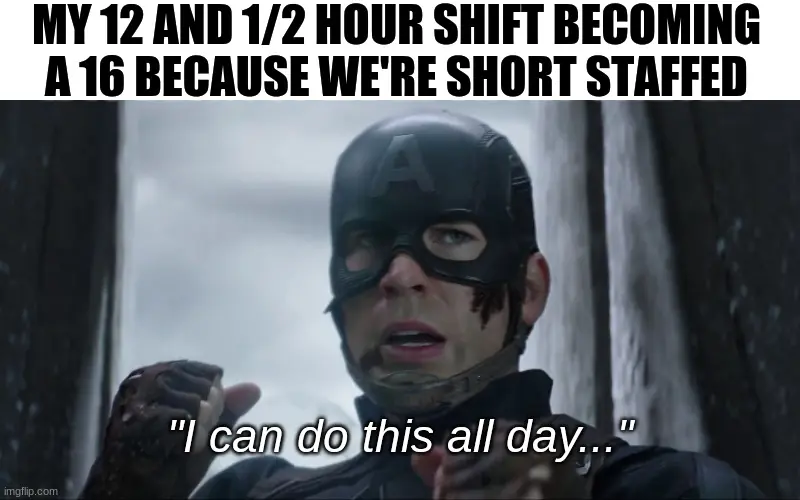 MY 12 AND 1/2 HOUR SHIFT BECOMING
A 16 BECAUSE WE'RE SHORT STAFFED
A
"I can do this all day..."
imgflip.com